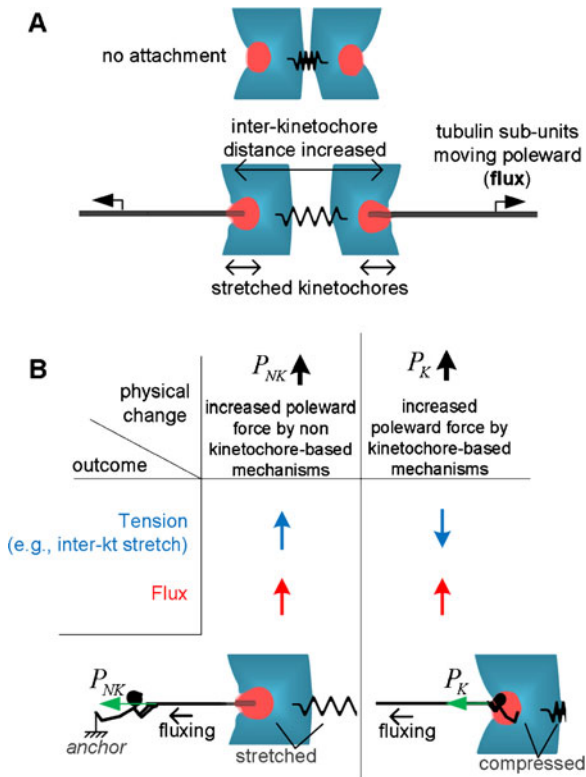 A
no attachment
inter-kinetochore
distance increased
tubulin sub-units
moving poleward
(flux)
stretched kinetochores
B
physical
change
outcome
P_NK
increased poleward
force by non
kinetochore-based
mechanisms
P_K
increased
poleward force by
kinetochore-based
mechanisms
Tension
(e.g., inter-kt stretch)
Flux
P_NK
anchor
fluxing
stretched
P_K
fluxing
compressed